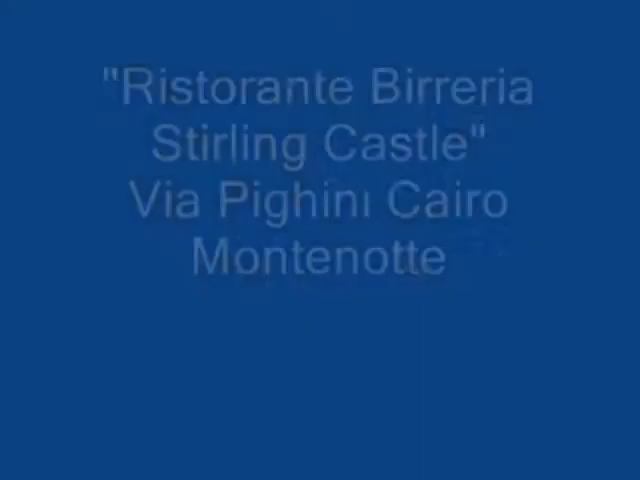 "Ristorante Birreria
Stirling Castle"
Via Pighini Cairo
Montenotte